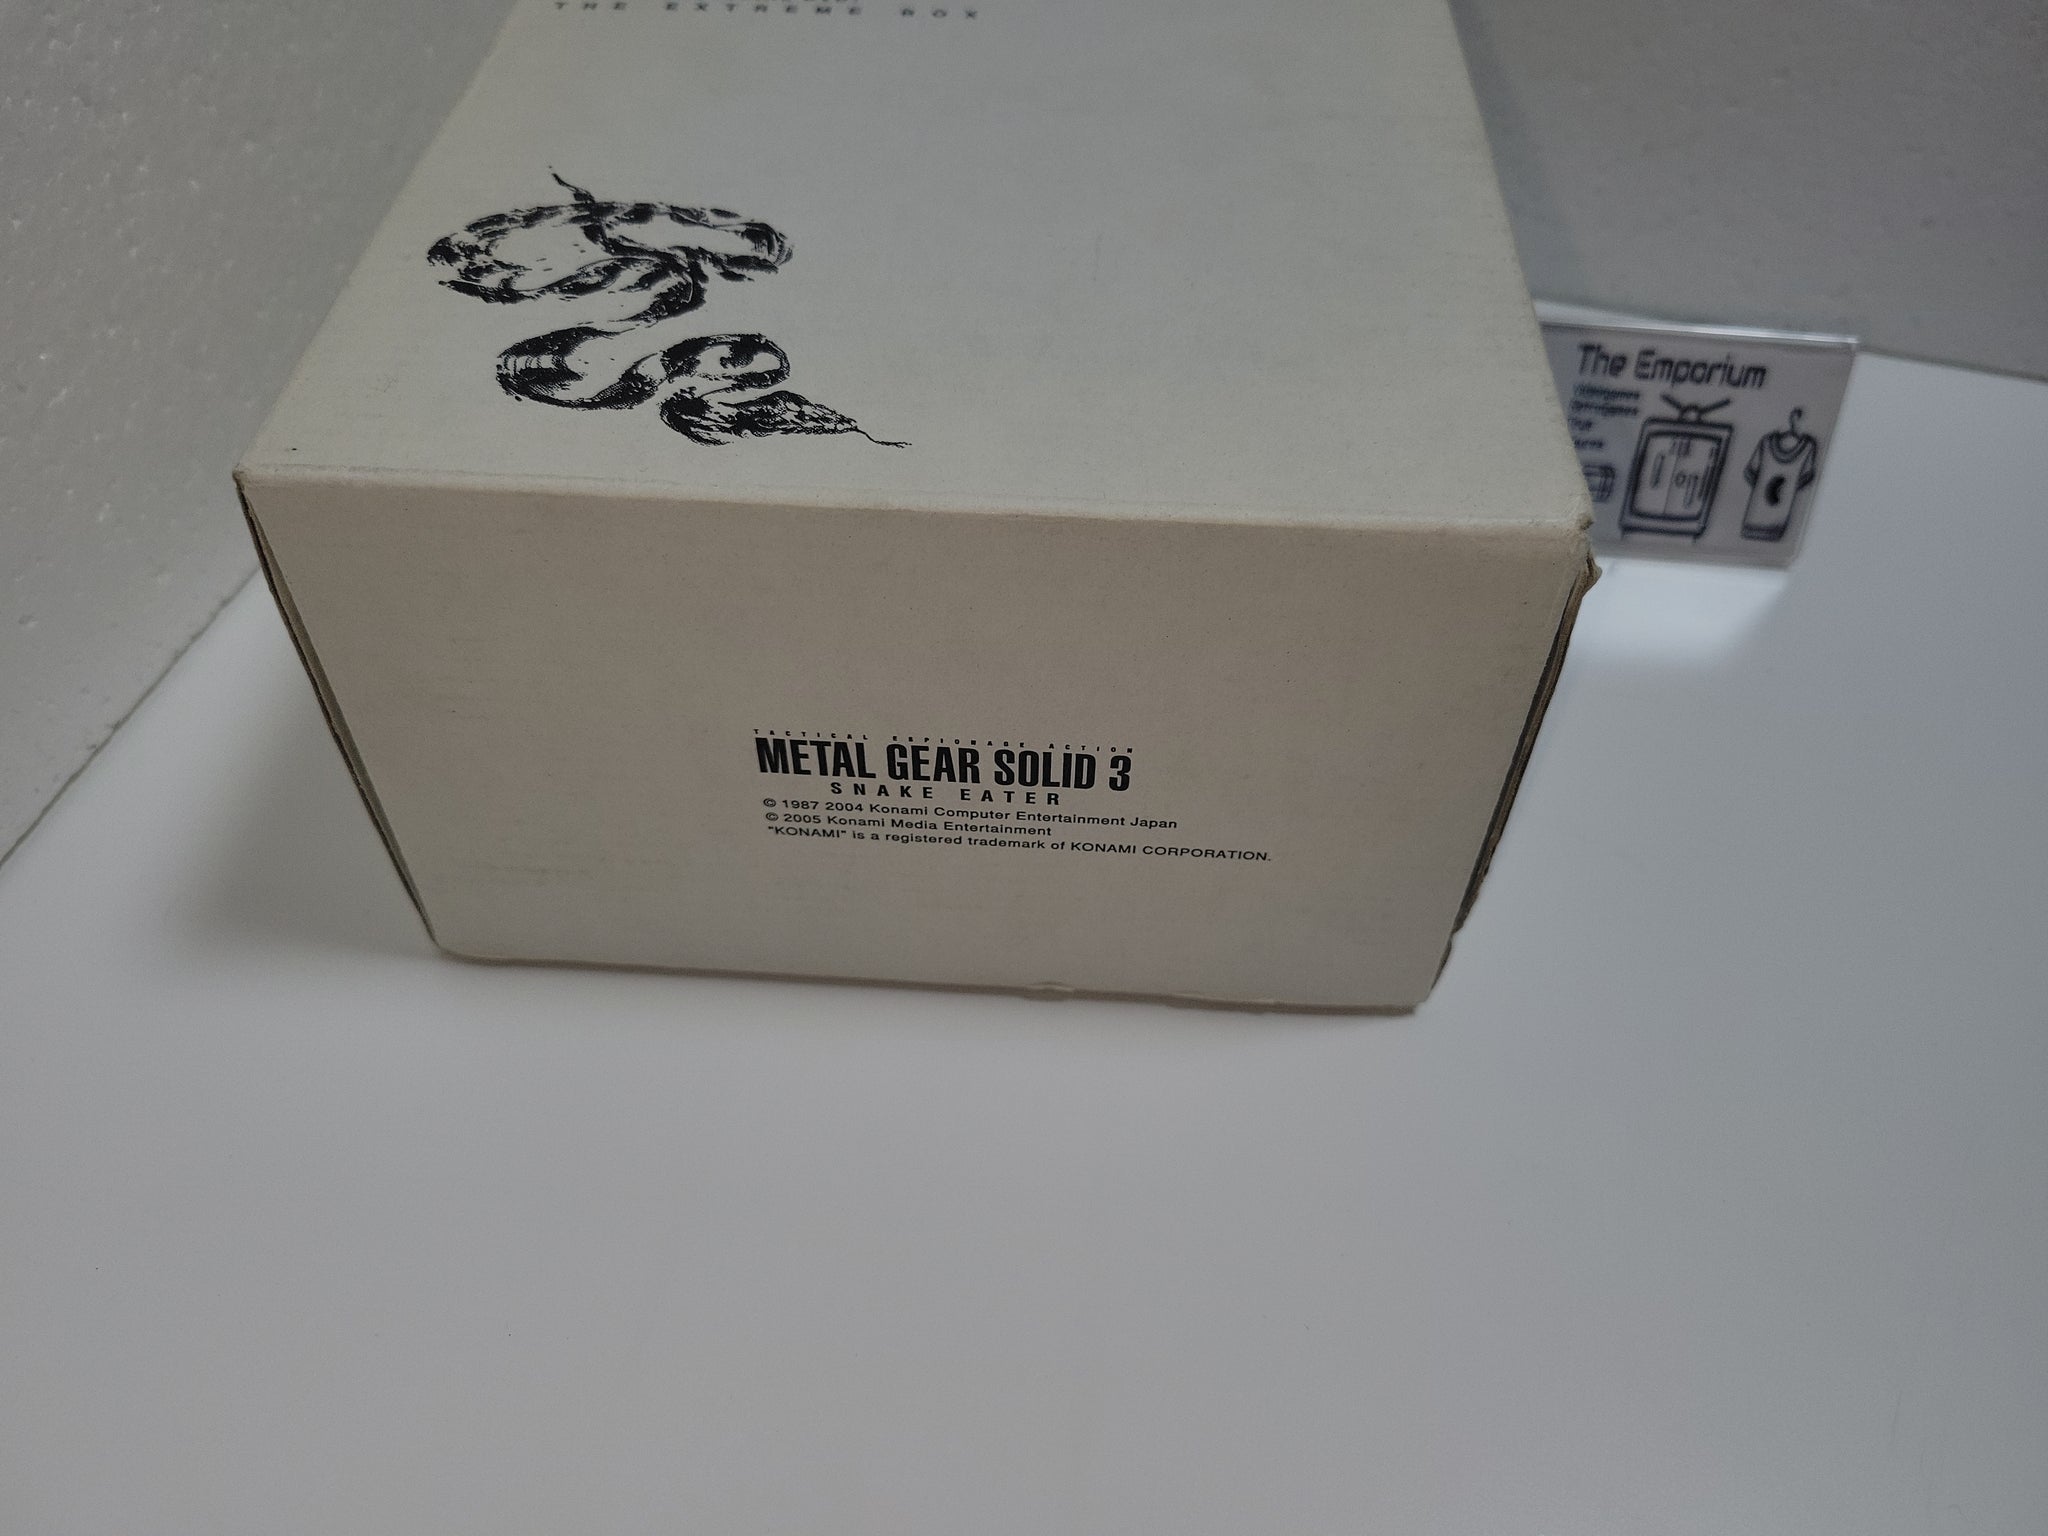 THE EXTREME BOX
TACTICAL ESPIONAGE ACTION
METAL GEAR SOLID 3
SNAKE EATER
© 1987 2004 Konami Computer Entertainment Japan
© 2005 Konami Media Entertainment
"KONAMI" is a registered trademark of KONAMI CORPORATION.
The Emporium